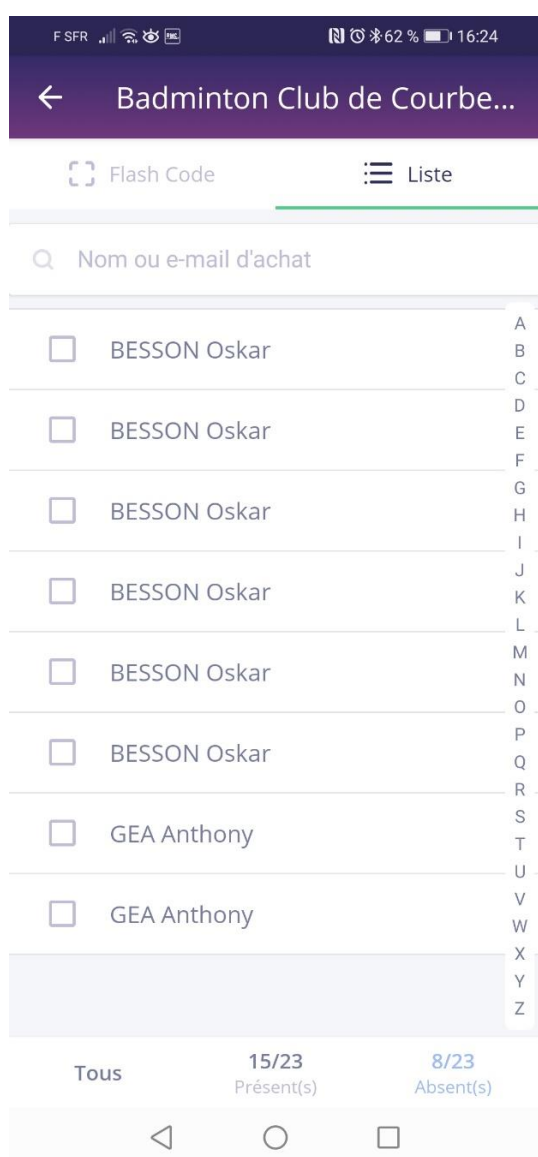 F SFR 62 % 16:24
Badminton Club de Courbe...
Flash Code Liste
Nom ou e-mail d'achat
BESSON Oskar
BESSON Oskar
BESSON Oskar
BESSON Oskar
BESSON Oskar
BESSON Oskar
GEA Anthony
GEA Anthony
A
B
C
D
E
F
G
H
I
J
K
L
M
N
O
P
Q
R
S
T
U
V
W
X
Y
Z
Tous 15/23 8/23
Présent(s) Absent(s)